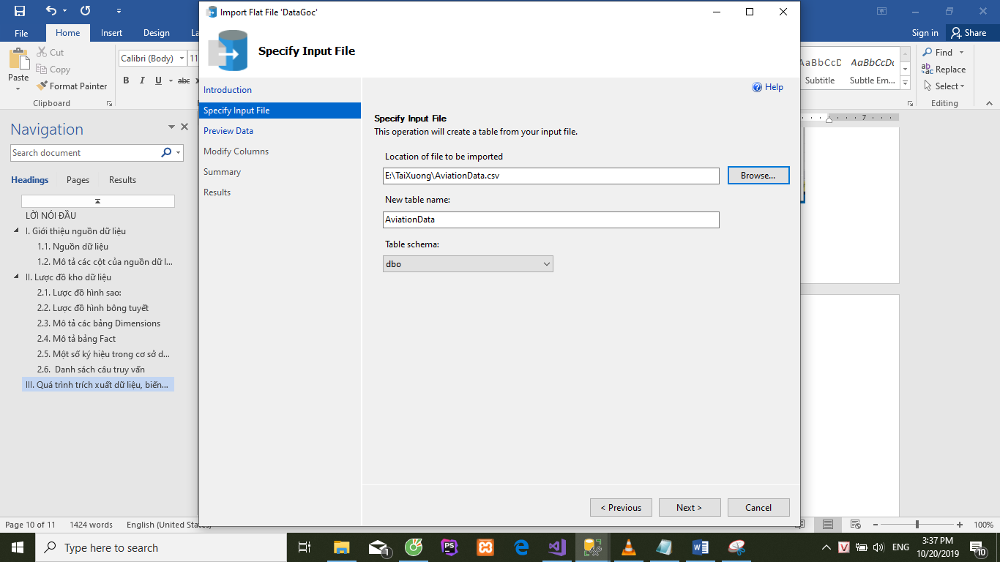 Import Flat File 'DataGoc'
File
Home
Insert
Design
Sign in
Share
Specify Input File
Paste
Cut
Copy
Format Painter
Clipboard
Calibri (Body)
11
B I U abc
AaBbCcD
Subtitle
AaBbCcDc
Subtle Em...
Find
Replace
Select
Editing
Navigation
Search document
Headings
Pages
Results
LỜI NÓI ĐẦU
I. Giới thiệu nguồn dữ liệu
1.1. Nguồn dữ liệu
1.2. Mô tả các cột của nguồn dữ l...
II. Lược đồ kho dữ liệu
2.1. Lược đồ hình sao:
2.2. Lược đồ hình bông tuyết
2.3. Mô tả các bảng Dimensions
2.4. Mô tả bảng Fact
2.5. Một số ký hiệu trong cơ sở d...
2.6. Danh sách câu truy vấn
III. Quá trình trích xuất dữ liệu, biến...
Introduction
Specify Input File
Preview Data
Modify Columns
Summary
Results
Help
Specify Input File
This operation will create a table from your input file.
Location of file to be imported
E:\TaiXuong\AviationData.csv
Browse...
New table name:
AviationData
Table schema:
dbo
< Previous
Next >
Cancel
7
Page 10 of 11
1424 words
English (United States)
100%
Type here to search
1
PS
V
ENG
3:37 PM
10/20/2019
10